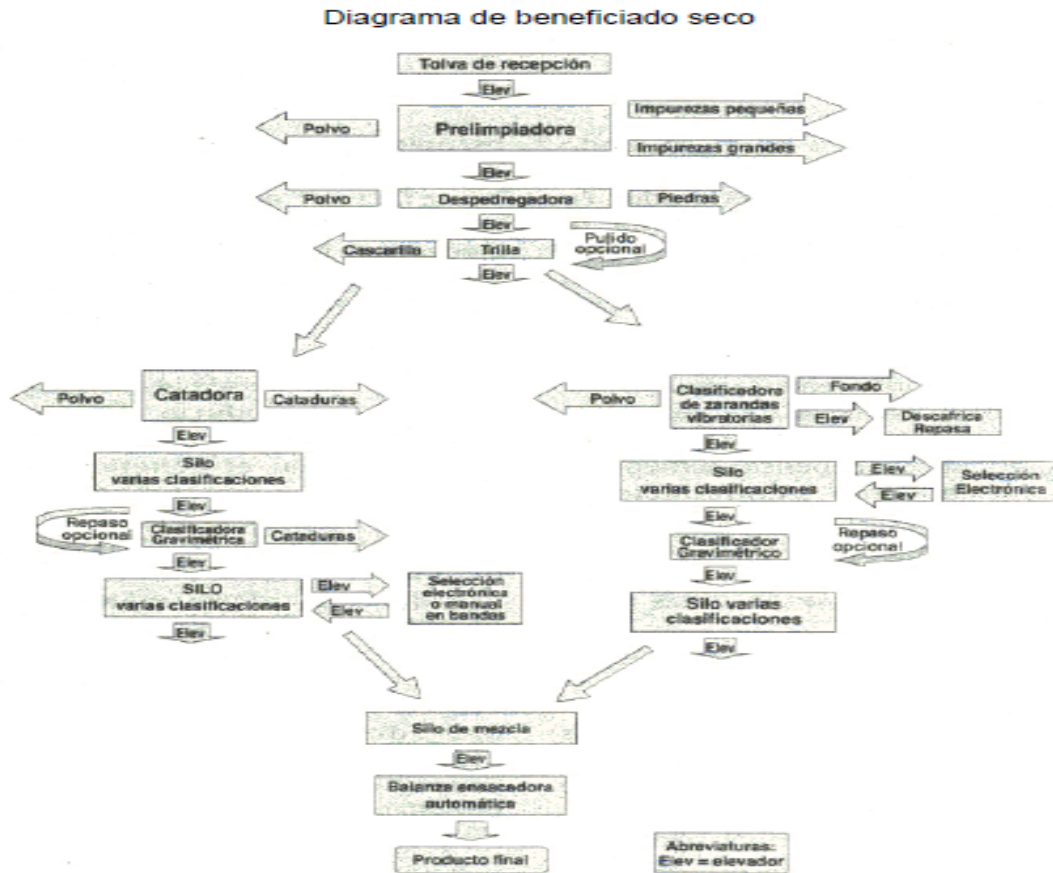 Diagrama de beneficiado seco
Tolva de recepción
Elev
Impurezas pequeñas
Polvo
Prelimpiadora
Impurezas grandes
Elev
Polvo
Despedregadora
Piedras
Elev
Pulido
opcional
Cascarilla
Trilla
Elev
Polvo
Catadora
Cataduras
Elev
Silo
varias clasificaciones
Elev
Repaso
opcional
Clasificadora
Gravimétrica
Cataduras
Elev
SILO
varias clasificaciones
Elev
Elev
Selección
electrónica
o manual
en bandas
Elev
Polvo
Clasificadora
de zarandas
vibratorias
Fondo
Elev
Descafrica
Repasa
Elev
Silo
varias clasificaciones
Elev
Elev
Selección
Electrónica
Elev
Clasificador
Gravimétrico
Repaso
opcional
Elev
Silo varias
clasificaciones
Elev
Silo de mezcla
Elev
Balanza ensacadora
automática
Producto final
Abreviaturas:
Elev = elevador